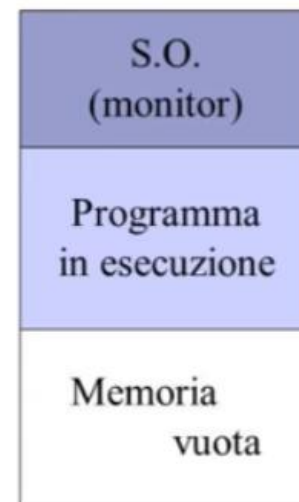 S.O.
(monitor)
Programma
in esecuzione
Memoria
vuota